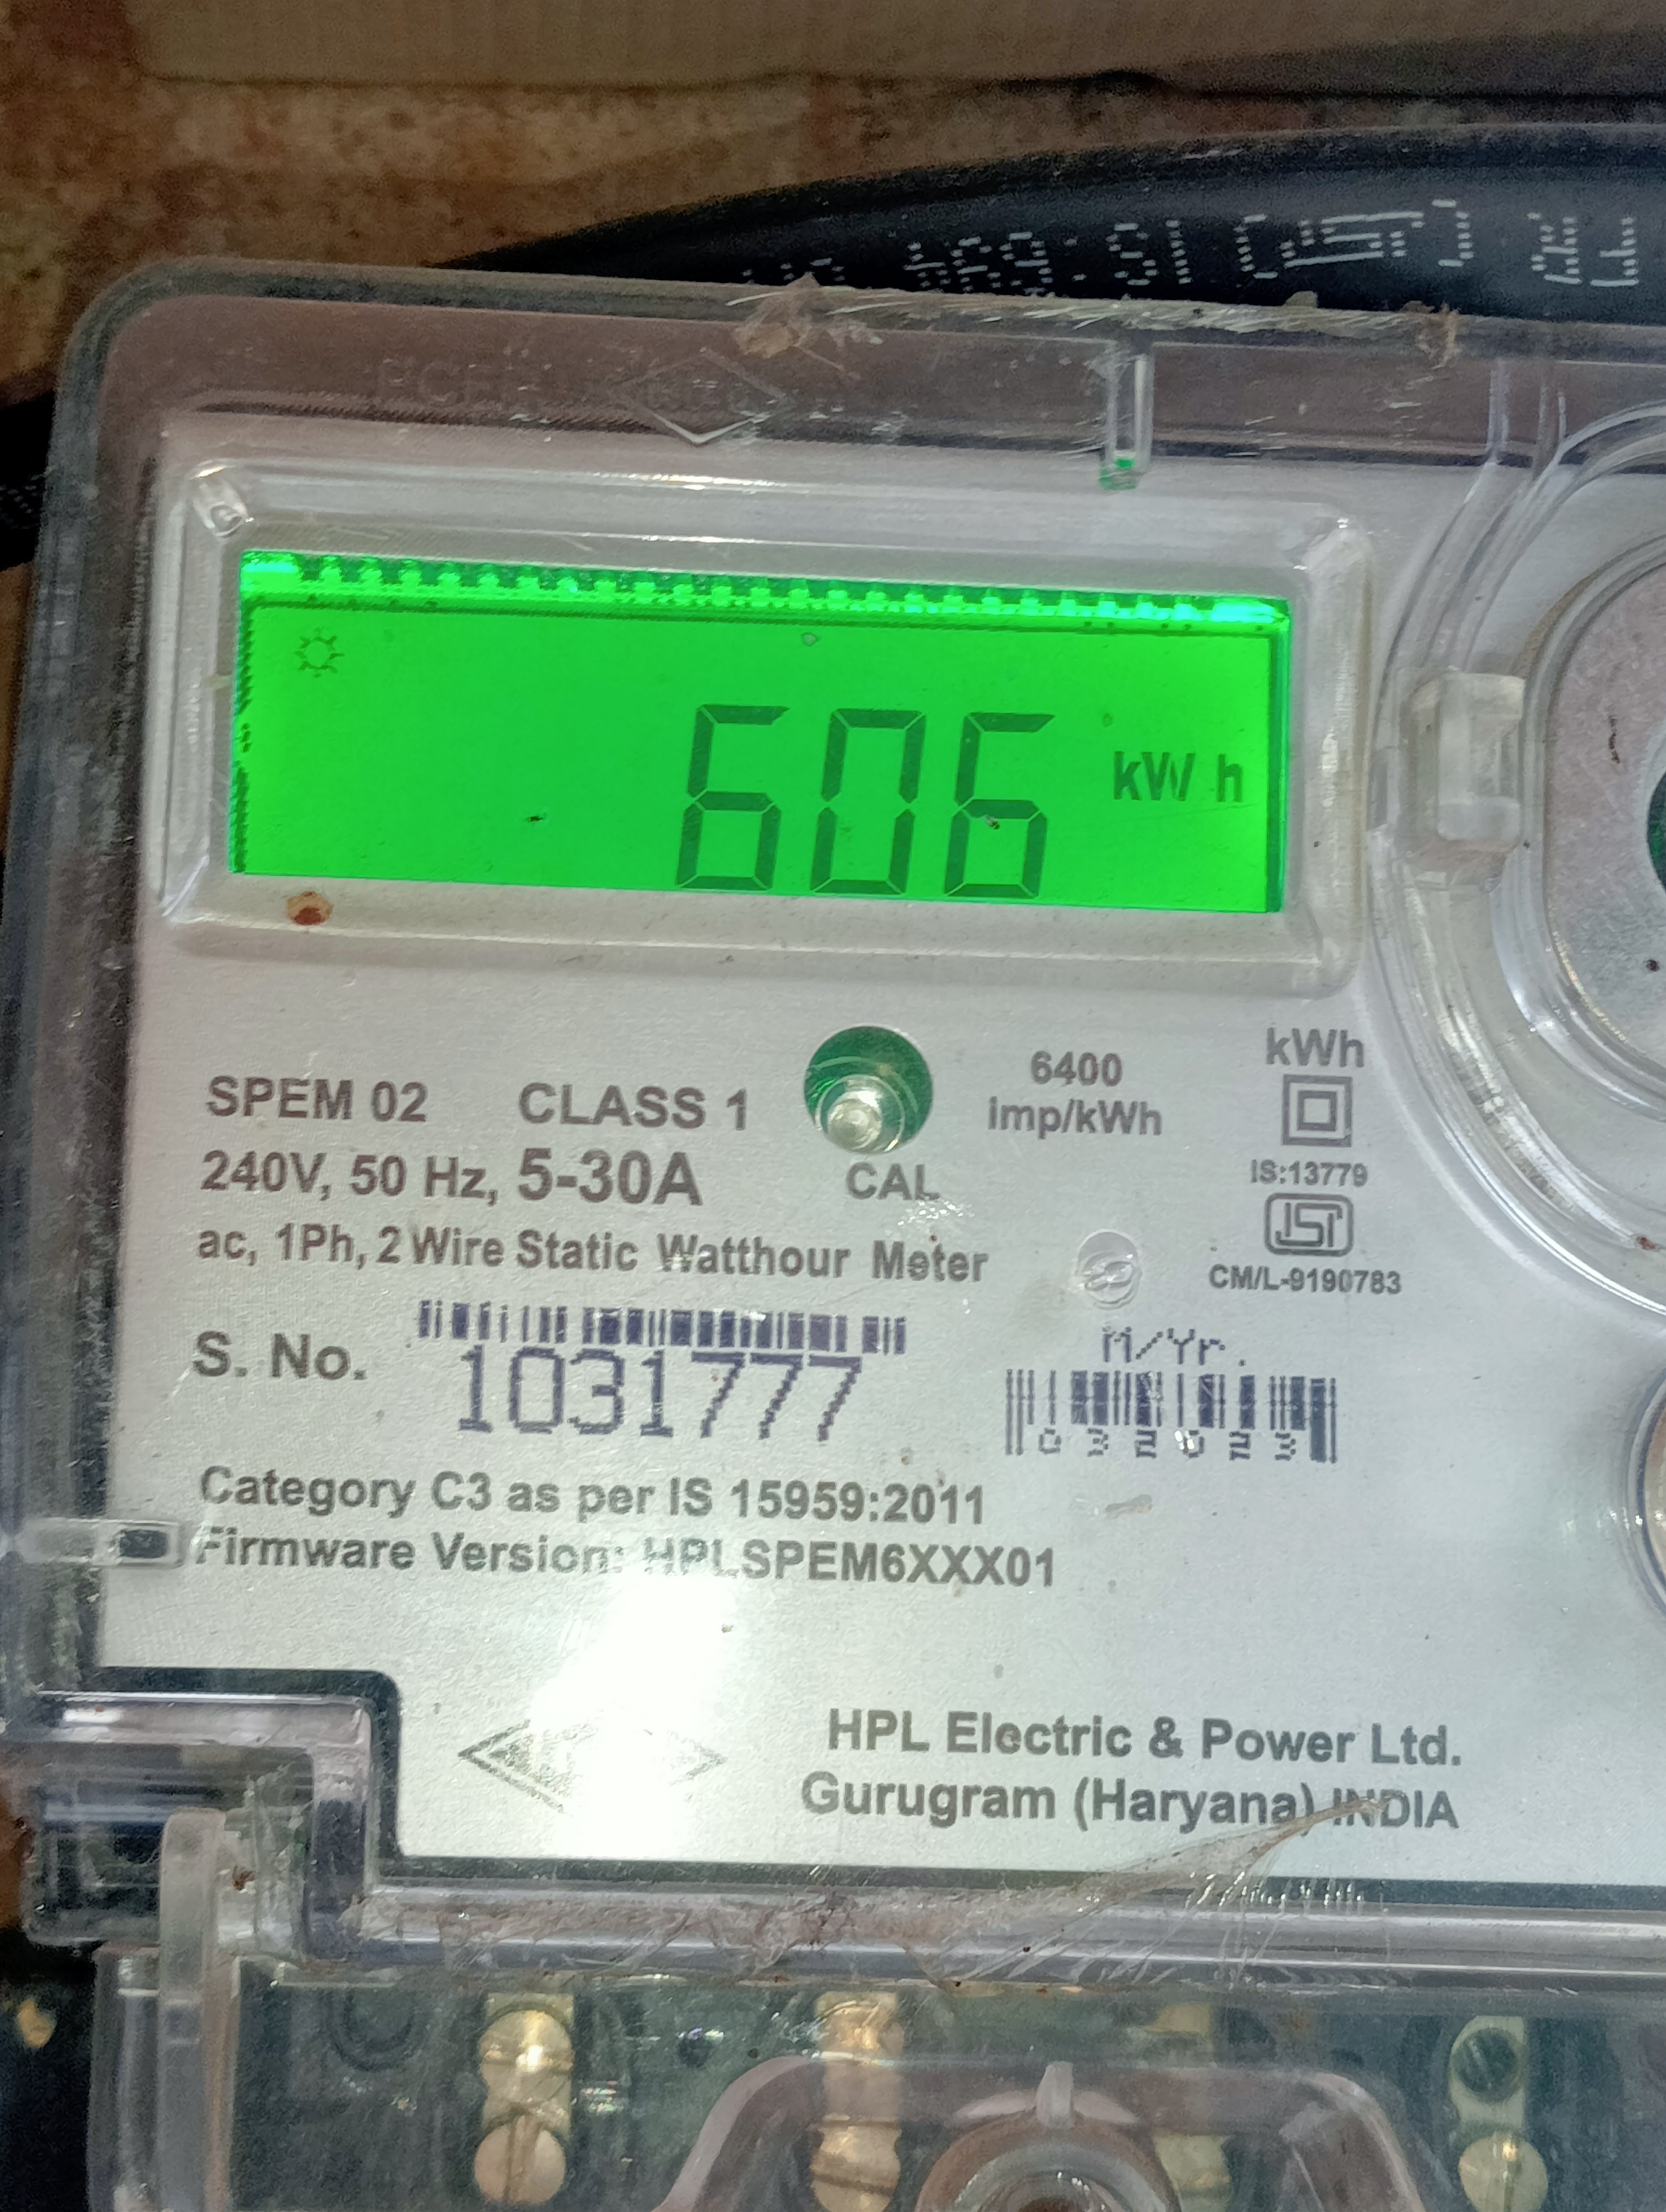 606 kW h
SPEM 02 CLASS 1
240V, 50 Hz, 5-30A
ac, 1Ph, 2 Wire Static Watthour Meter
CAL
6400
imp/kWh
kWh
IS:13779
ISI
CM/L-9190783
S. No. 1031777
M/Yr.
032023
Category C3 as per IS 15959:2011
Firmware Version: HPLSPEM6XXX01
HPL Electric & Power Ltd.
Gurugram (Haryana) INDIA